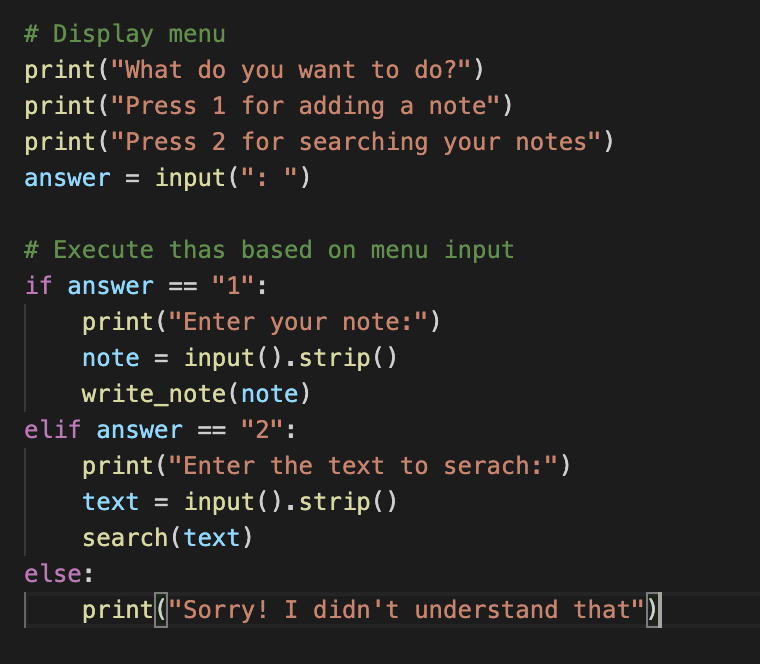 # Display menu
print("What do you want to do?")
print("Press 1 for adding a note")
print("Press 2 for searching your notes")
answer = input(": ")

# Execute thas based on menu input
if answer == "1":
    print("Enter your note:")
    note = input().strip()
    write_note(note)
elif answer == "2":
    print("Enter the text to serach:")
    text = input().strip()
    search(text)
else:
    print("Sorry! I didn't understand that")